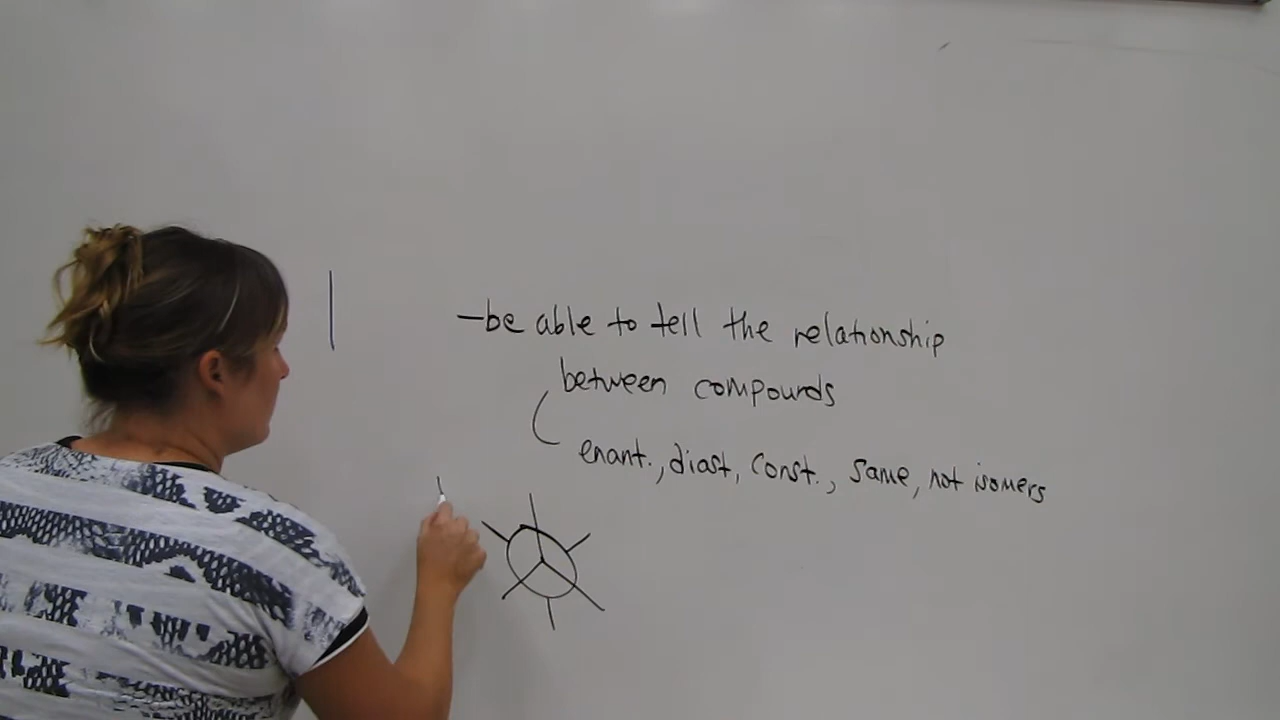 -be able to tell the relationship
between compounds
enant., diast, const., same, not isomers